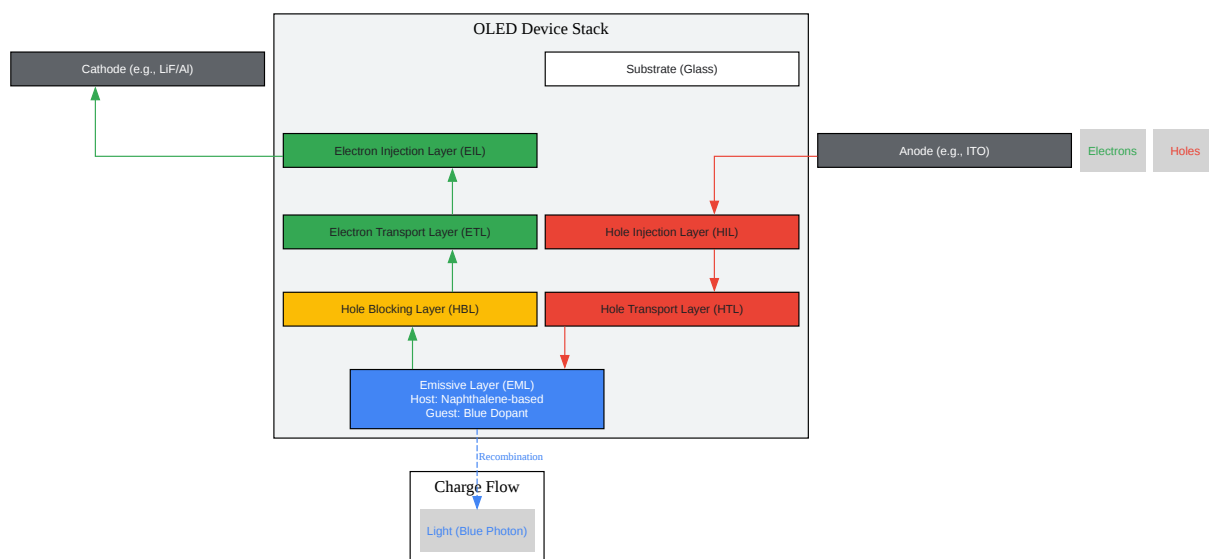 OLED Device Stack
Cathode (e.g., LiF/Al)
Substrate (Glass)
Electron Injection Layer (EIL)
Anode (e.g., ITO)
Electrons
Holes
Electron Transport Layer (ETL)
Hole Injection Layer (HIL)
Hole Blocking Layer (HBL)
Hole Transport Layer (HTL)
Emissive Layer (EML)
Host: Naphthalene-based
Guest: Blue Dopant
Recombination
Charge Flow
Light (Blue Photon)